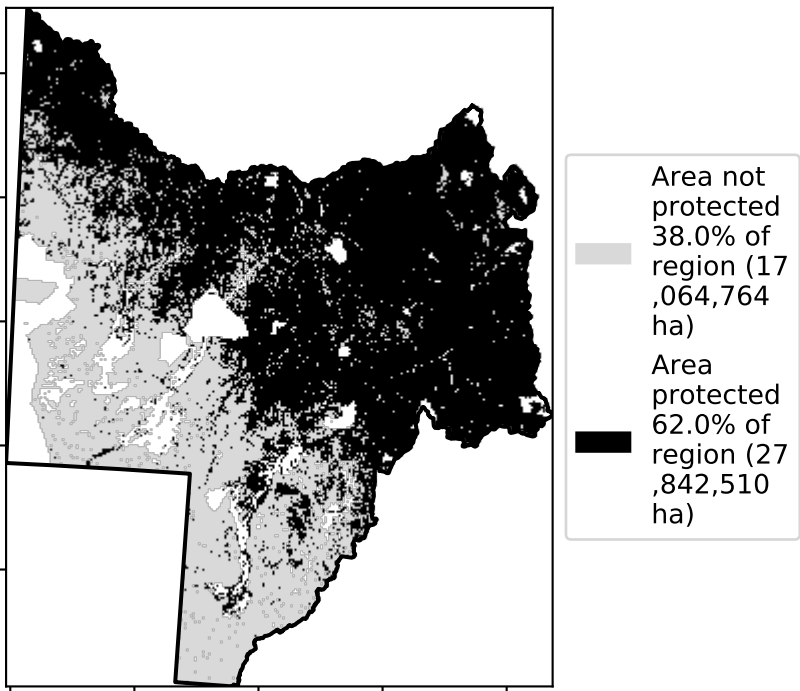 Area not
protected
38.0% of
region (17
,064,764
ha)
Area
protected
62.0% of
region (27
,842,510
ha)